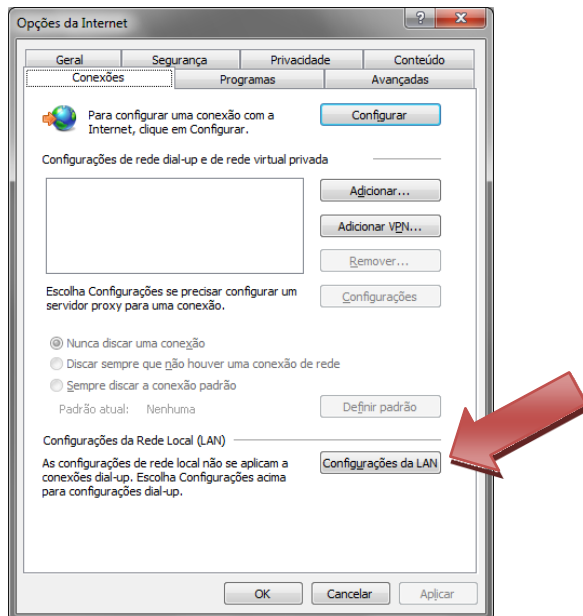 Opções da Internet
Geral Segurança Privacidade Conteúdo
Conexões Programas Avançadas
Para configurar uma conexão com a
Internet, clique em Configurar.
Configurar
Configurações de rede dial-up e de rede virtual privada
Adicionar...
Adicionar VPN...
Remover...
Escolha Configurações se precisar configurar um
servidor proxy para uma conexão.
Configurações
Nunca discar uma conexão
Discar sempre que não houver uma conexão de rede
Sempre discar a conexão padrão
Padrão atual: Nenhuma
Definir padrão
Configurações da Rede Local (LAN)
As configurações de rede local não se aplicam a
conexões dial-up. Escolha Configurações acima
para configurações dial-up.
Configurações da LAN
OK Cancelar Aplicar